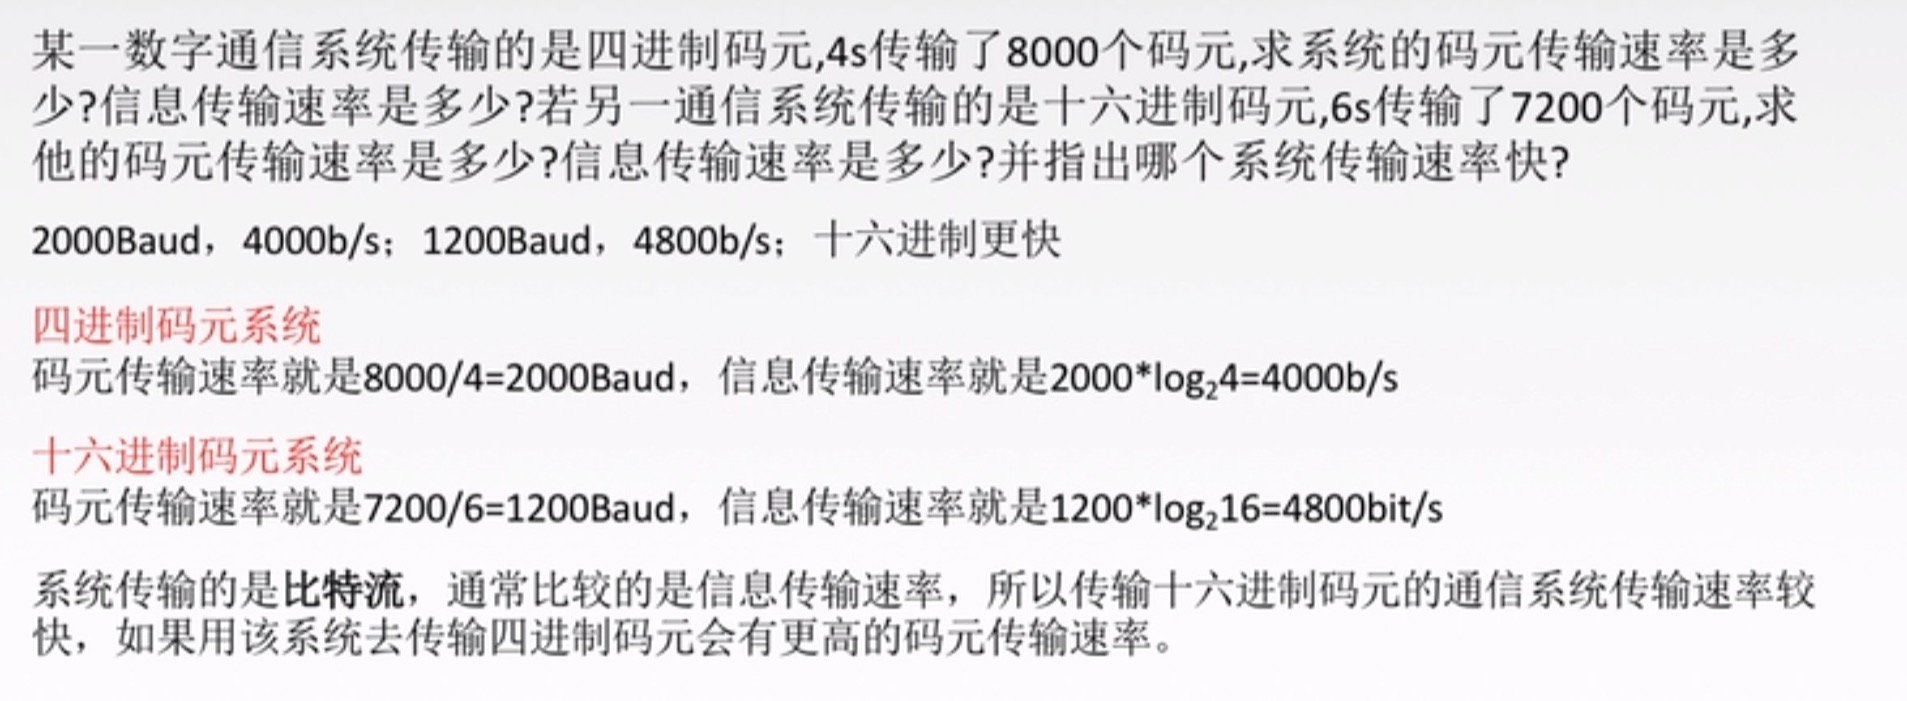 某一数字通信系统传输的是四进制码元,4s传输了8000个码元,求系统的码元传输速率是多
少?信息传输速率是多少?若另一通信系统传输的是十六进制码元,6s传输了7200个码元,求
他的码元传输速率是多少?信息传输速率是多少?并指出哪个系统传输速率快?
2000Baud，4000b/s；1200Baud，4800b/s；十六进制更快
四进制码元系统
码元传输速率就是8000/4=2000Baud，信息传输速率就是2000*log₂4=4000b/s
十六进制码元系统
码元传输速率就是7200/6=1200Baud，信息传输速率就是1200*log₂16=4800bit/s
系统传输的是比特流，通常比较的是信息传输速率，所以传输十六进制码元的通信系统传输速率较
快，如果用该系统去传输四进制码元会有更高的码元传输速率。